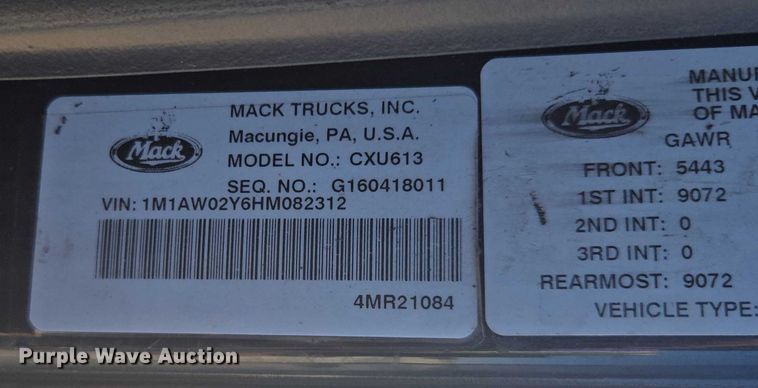 Mack
MACK TRUCKS, INC.
Macungie, PA, U.S.A.
MODEL NO.: CXU613
SEQ. NO.: G160418011
VIN: 1M1AW02Y6HM082312
4MR21084
Mack
MANU
THIS V
OF MA
GAWR
FRONT: 5443
1ST INT: 9072
2ND INT: 0
3RD INT: 0
REARMOST: 9072
VEHICLE TYPE:
Purple Wave Auction